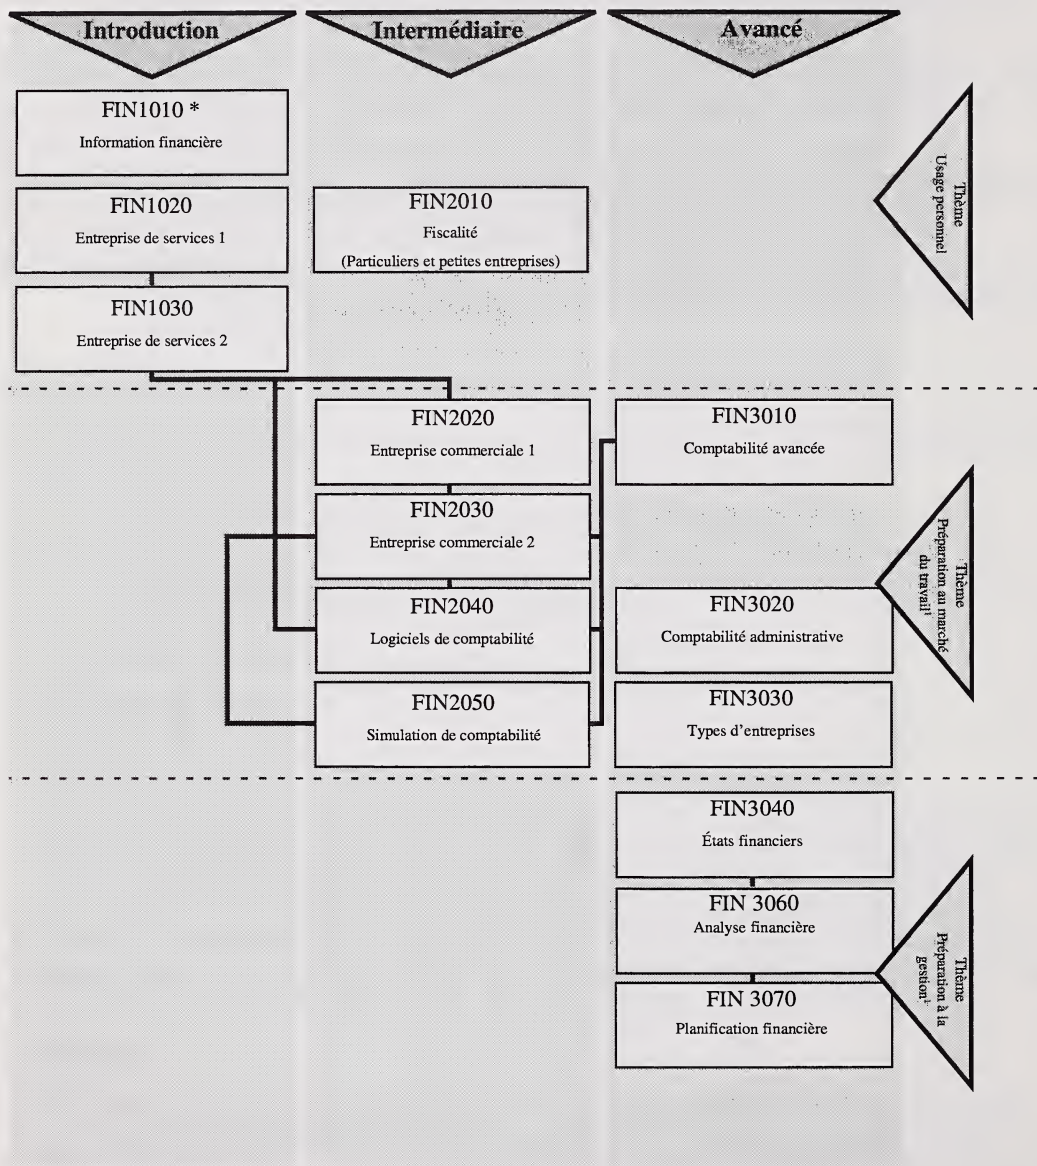 Introduction
Intermédiaire
Avancé
FIN1010 *
Information financière
FIN1020
Entreprise de services 1
FIN1030
Entreprise de services 2
FIN2010
Fiscalité
(Particuliers et petites entreprises)
Thème
Usage personnel
FIN2020
Entreprise commerciale 1
FIN2030
Entreprise commerciale 2
FIN2040
Logiciels de comptabilité
FIN2050
Simulation de comptabilité
FIN3010
Comptabilité avancée
FIN3020
Comptabilité administrative
FIN3030
Types d'entreprises
Thème
Préparation au marché
du travail¹
FIN3040
États financiers
FIN 3060
Analyse financière
FIN 3070
Planification financière
Thème
Préparation à la
gestion¹